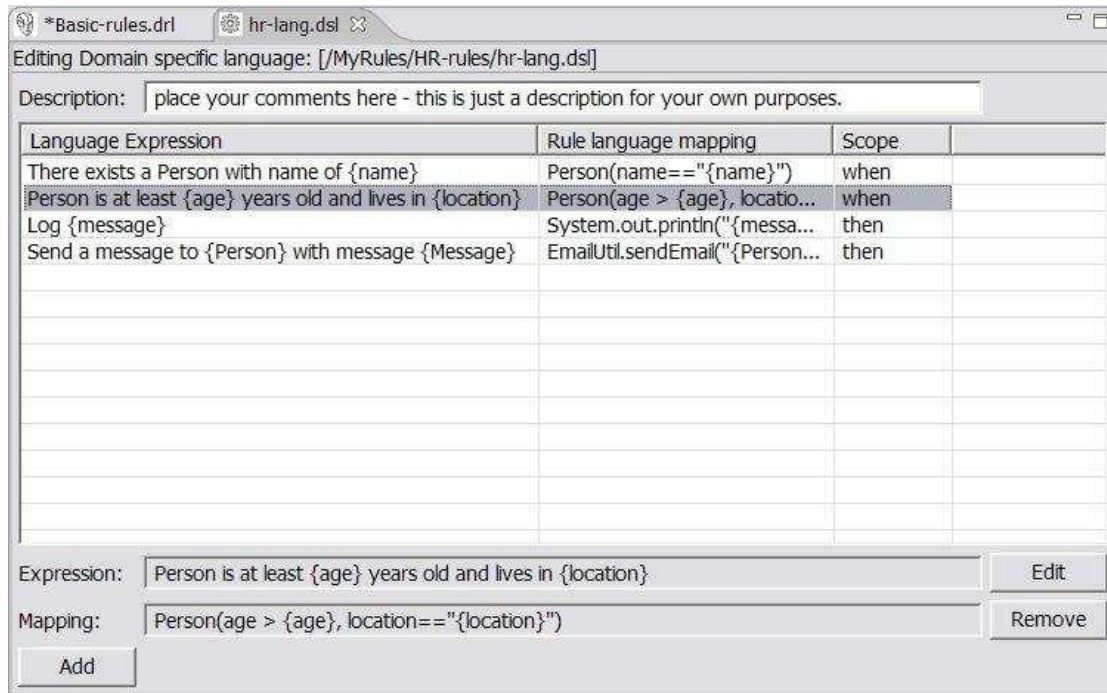 *Basic-rules.drl hr-lang.dsl
Editing Domain specific language: [/MyRules/HR-rules/hr-lang.dsl]
Description: place your comments here - this is just a description for your own purposes.
Language Expression Rule language mapping Scope
There exists a Person with name of {name} Person(name=="{name}") when
Person is at least {age} years old and lives in {location} Person(age > {age}, locatio... when
Log {message} System.out.println("{messa... then
Send a message to {Person} with message {Message} EmailUtil.sendEmail("{Person... then
Expression: Person is at least {age} years old and lives in {location} Edit
Mapping: Person(age > {age}, location=="{location}") Remove
Add